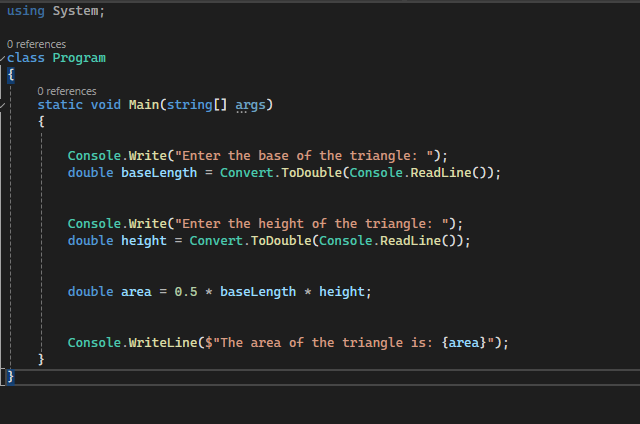 using System;
0 references
class Program
{
0 references
static void Main(string[] args)
{
Console.Write("Enter the base of the triangle: ");
double baseLength = Convert.ToDouble(Console.ReadLine());
Console.Write("Enter the height of the triangle: ");
double height = Convert.ToDouble(Console.ReadLine());
double area = 0.5 * baseLength * height;
Console.WriteLine($"The area of the triangle is: {area}");
}
}